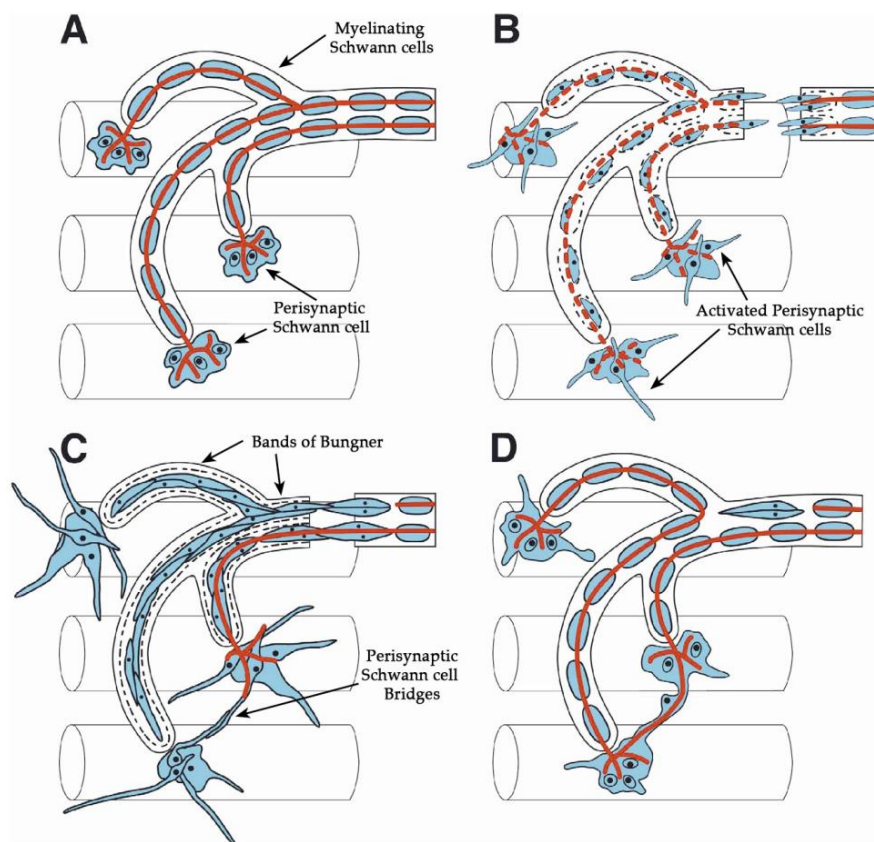 A
Myelinating
Schwann cells
Perisynaptic
Schwann cell
B
Activated Perisynaptic
Schwann cells
C
Bands of Bungner
Perisynaptic
Schwann cell
Bridges
D